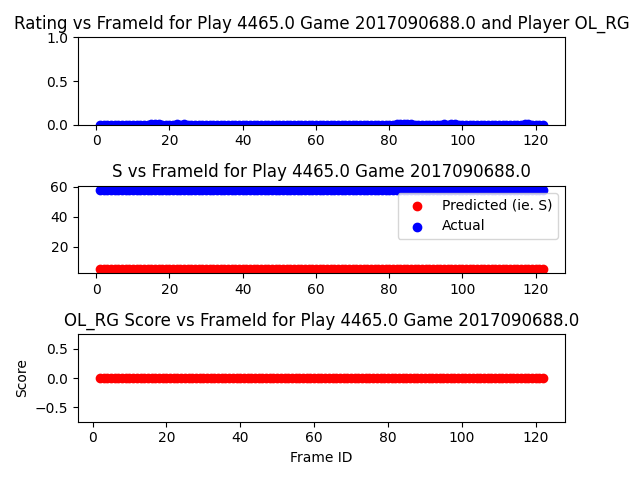 Rating vs FrameId for Play 4465.0 Game 2017090688.0 and Player OL_RG
1.0
0.5
0.0
0 20 40 60 80 100 120
S vs FrameId for Play 4465.0 Game 2017090688.0
60
40
20
Predicted (ie. S)
Actual
0 20 40 60 80 100 120
OL_RG Score vs FrameId for Play 4465.0 Game 2017090688.0
Score
0.5
0.0
−0.5
0 20 40 60 80 100 120
Frame ID